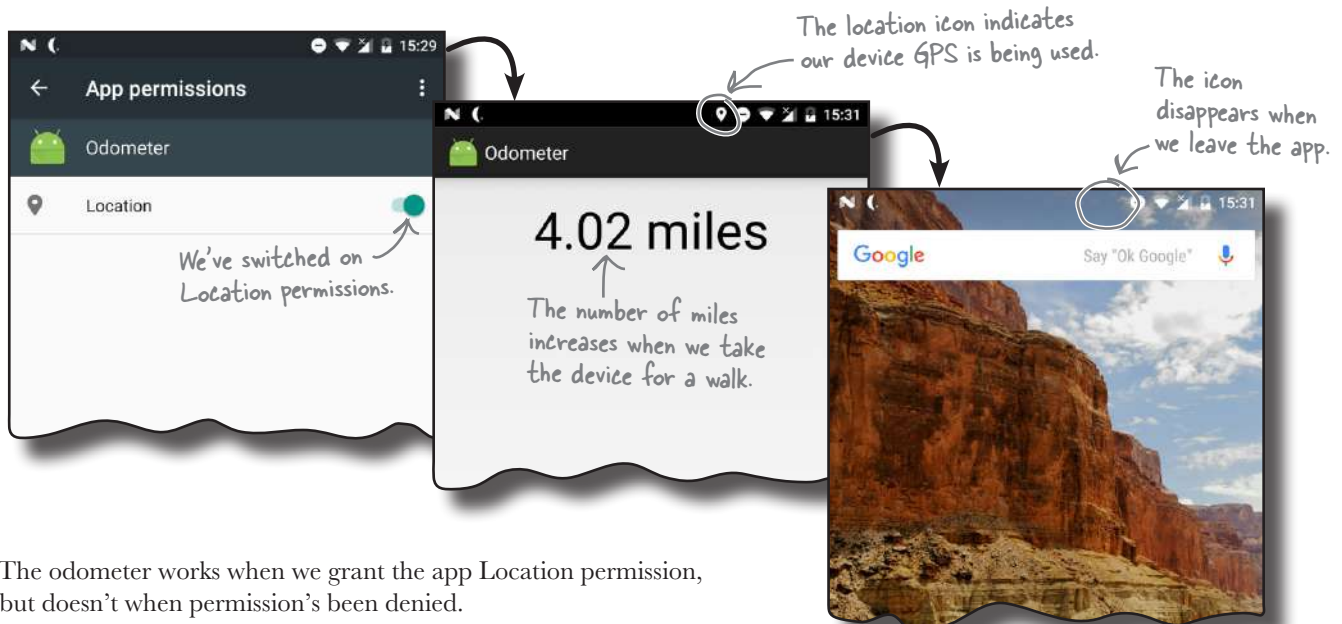 The location icon indicates
our device GPS is being used.
The icon
disappears when
we leave the app.
N
15:29
App permissions
Odometer
Location
We've switched on
Location permissions.
N
15:31
Odometer
4.02 miles
The number of miles
increases when we take
the device for a walk.
N
15:31
Google
Say "Ok Google"
The odometer works when we grant the app Location permission,
but doesn't when permission's been denied.